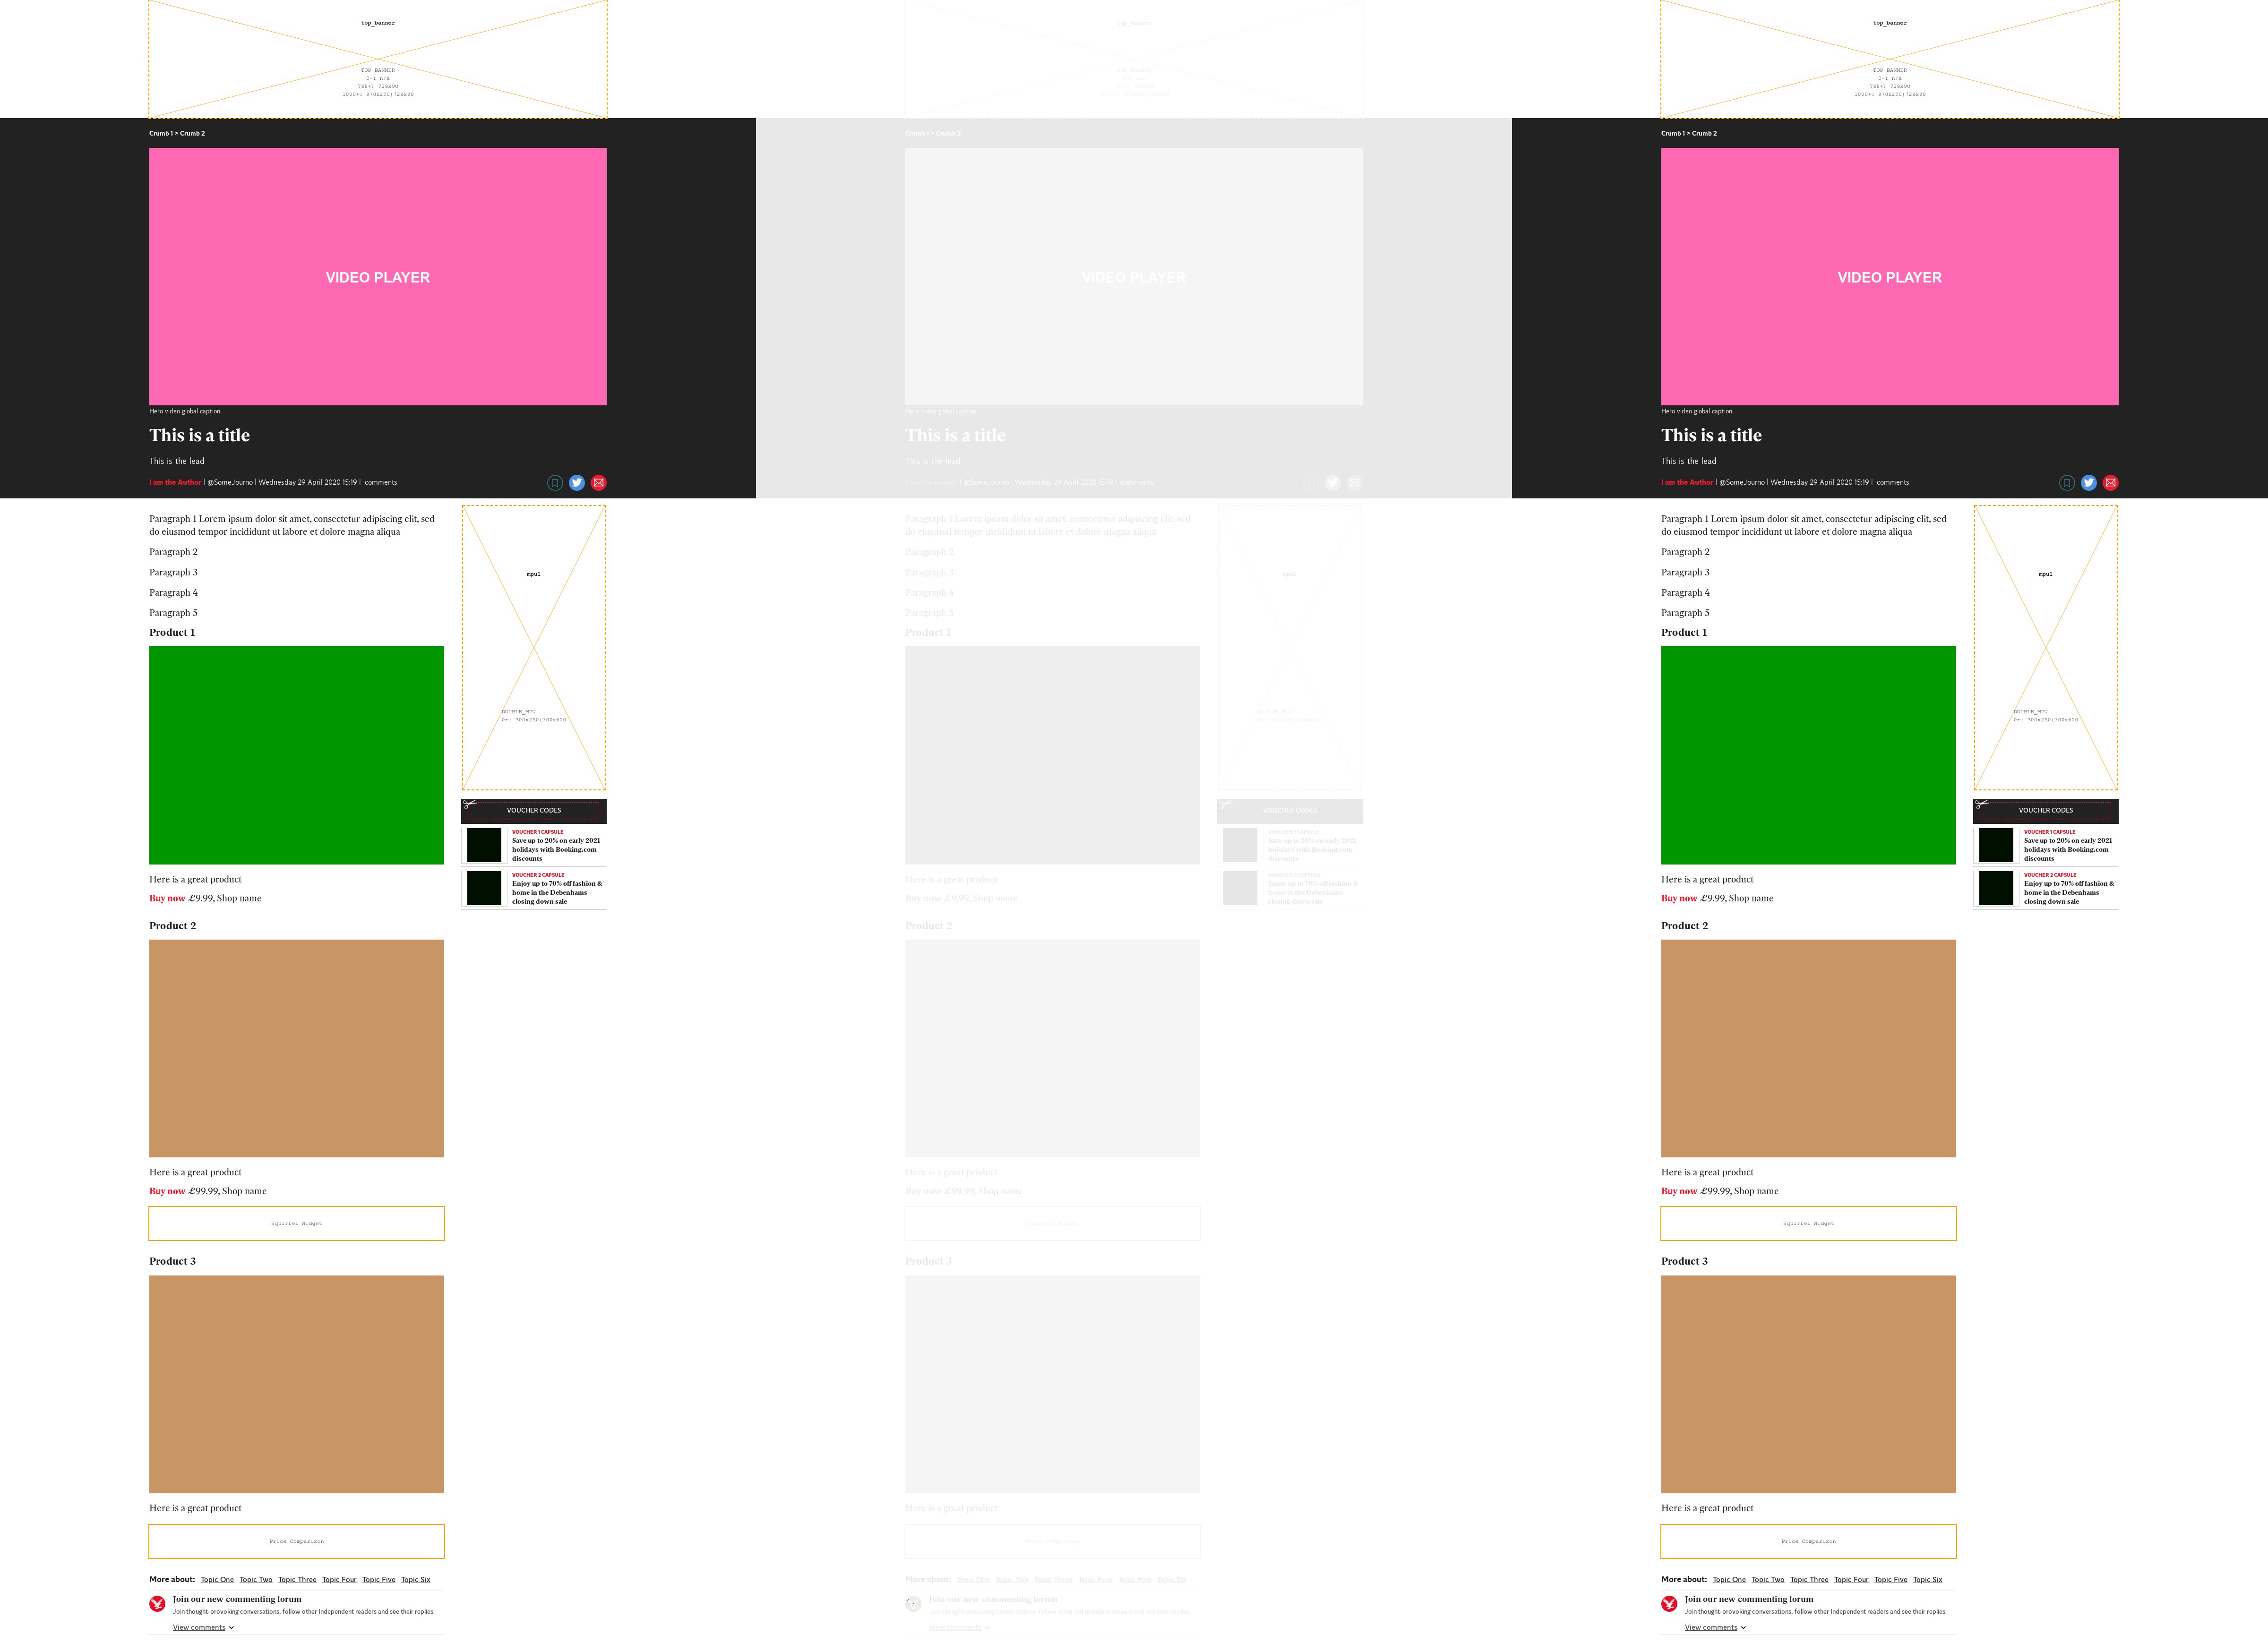 top_banner
TOP_BANNER
0+: n/a
768+: 728x90
1000+: 970x250|728x90
Crumb 1 > Crumb 2
VIDEO PLAYER
Hero video global caption.
This is a title
This is the lead
I am the Author | @SomeJourno | Wednesday 29 April 2020 15:19 | comments
Paragraph 1 Lorem ipsum dolor sit amet, consectetur adipiscing elit, sed
do eiusmod tempor incididunt ut labore et dolore magna aliqua
Paragraph 2
Paragraph 3
Paragraph 4
Paragraph 5
Product 1
Here is a great product
Buy now £9.99, Shop name
Product 2
Here is a great product
Buy now £99.99, Shop name
Squirrel Widget
Product 3
Here is a great product
Price Comparison
More about: Topic One Topic Two Topic Three Topic Four Topic Five Topic Six
Join our new commenting forum
Join thought-provoking conversations, follow other Independent readers and see their replies
View comments
mpu1
DOUBLE_MPU
0+: 300x250|300x600
VOUCHER CODES
VOUCHER 1 CAPSULE
Save up to 20% on early 2021
holidays with Booking.com
discounts
VOUCHER 2 CAPSULE
Enjoy up to 70% off fashion &
home in the Debenhams
closing down sale
top_banner
Crumb 1 > Crumb 2
VIDEO PLAYER
Hero video global caption.
This is a title
This is the lead
I am the Author | @SomeJourno | Wednesday 29 April 2020 15:19 | comments
Paragraph 1 Lorem ipsum dolor sit amet, consectetur adipiscing elit, sed
do eiusmod tempor incididunt ut labore et dolore magna aliqua
Paragraph 2
Paragraph 3
Paragraph 4
Paragraph 5
Product 1
Here is a great product
Buy now £9.99, Shop name
Product 2
Here is a great product
Buy now £99.99, Shop name
Product 3
Here is a great product
More about: Topic One Topic Two Topic Three Topic Four Topic Five Topic Six
Join our new commenting forum
Join thought-provoking conversations, follow other Independent readers and see their replies
View comments
mpu1
VOUCHER CODES
VOUCHER 1 CAPSULE
Save up to 20% on early 2021
holidays with Booking.com
discounts
VOUCHER 2 CAPSULE
Enjoy up to 70% off fashion &
home in the Debenhams
closing down sale
top_banner
TOP_BANNER
0+: n/a
768+: 728x90
1000+: 970x250|728x90
Crumb 1 > Crumb 2
VIDEO PLAYER
Hero video global caption.
This is a title
This is the lead
I am the Author | @SomeJourno | Wednesday 29 April 2020 15:19 | comments
Paragraph 1 Lorem ipsum dolor sit amet, consectetur adipiscing elit, sed
do eiusmod tempor incididunt ut labore et dolore magna aliqua
Paragraph 2
Paragraph 3
Paragraph 4
Paragraph 5
Product 1
Here is a great product
Buy now £9.99, Shop name
Product 2
Here is a great product
Buy now £99.99, Shop name
Squirrel Widget
Product 3
Here is a great product
Price Comparison
More about: Topic One Topic Two Topic Three Topic Four Topic Five Topic Six
Join our new commenting forum
Join thought-provoking conversations, follow other Independent readers and see their replies
View comments
mpu1
DOUBLE_MPU
0+: 300x250|300x600
VOUCHER CODES
VOUCHER 1 CAPSULE
Save up to 20% on early 2021
holidays with Booking.com
discounts
VOUCHER 2 CAPSULE
Enjoy up to 70% off fashion &
home in the Debenhams
closing down sale